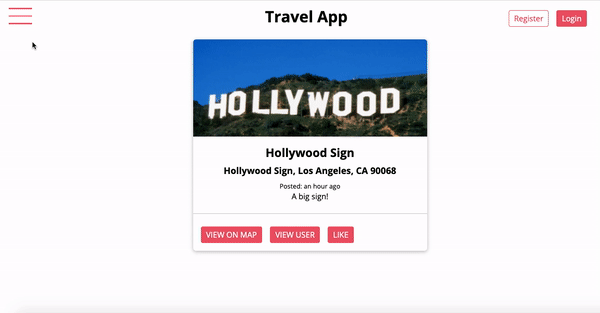 Travel App
Register
Login
HOLLYWOOD
Hollywood Sign
Hollywood Sign, Los Angeles, CA 90068
Posted: an hour ago
A big sign!
VIEW ON MAP
VIEW USER
LIKE